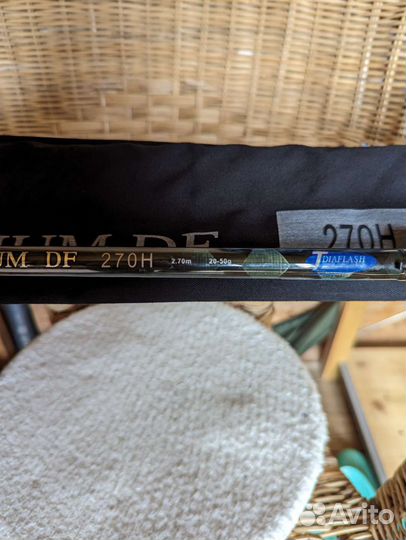 UM DF 270H
UM DF 270H 2.70m 20-50g T DIAFLASH
Avito